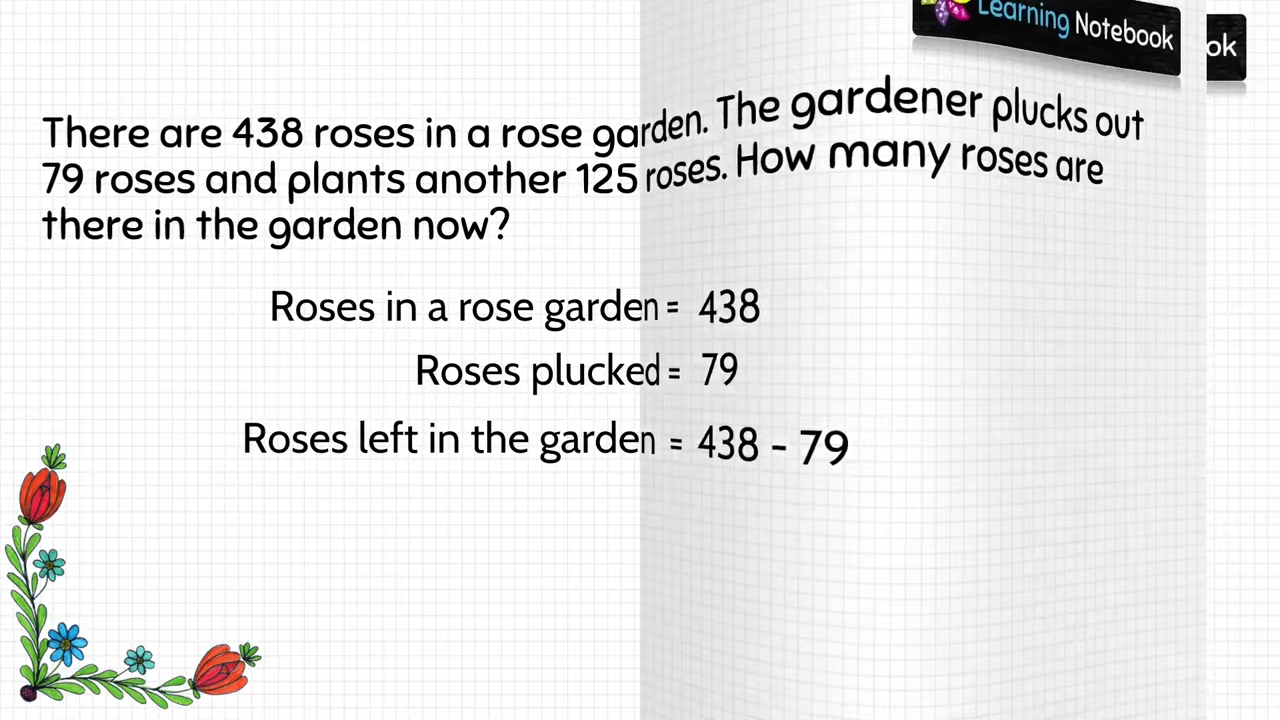 Learning Notebook
ok
There are 438 roses in a rose garden. The gardener plucks out
79 roses and plants another 125 roses. How many roses are
there in the garden now?
Roses in a rose garden = 438
Roses plucked = 79
Roses left in the garden = 438 - 79